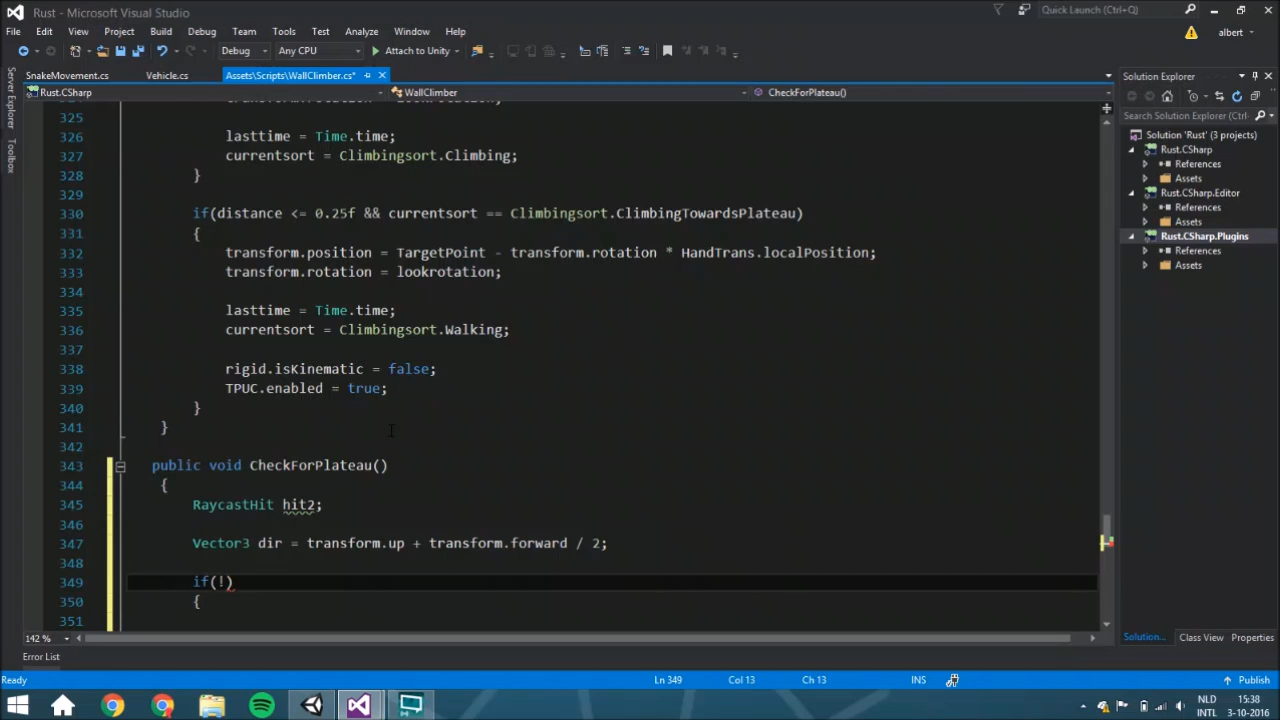 Rust - Microsoft Visual Studio
Quick Launch (Ctrl+Q)
File Edit View Project Build Debug Team Tools Test Analyze Window Help
albert
Debug Any CPU Attach to Unity
SnakeMovement.cs Vehicle.cs Assets\Scripts\WallClimber.cs*
Rust.CSharp WallClimber CheckForPlateau()
Server Explorer
Toolbox
325
326 lasttime = Time.time;
327 currentsort = Climbingsort.Climbing;
328 }
329
330 if(distance <= 0.25f && currentsort == Climbingsort.ClimbingTowardsPlateau)
331 {
332 transform.position = TargetPoint - transform.rotation * HandTrans.localPosition;
333 transform.rotation = lookrotation;
334
335 lasttime = Time.time;
336 currentsort = Climbingsort.Walking;
337
338 rigid.isKinematic = false;
339 TPUC.enabled = true;
340 }
341 }
342
343 public void CheckForPlateau()
344 {
345 RaycastHit hit2;
346
347 Vector3 dir = transform.up + transform.forward / 2;
348
349 if(!)
350 {
351
142 %
Solution Explorer
Search Solution Explorer (Ctrl+
Solution 'Rust' (3 projects)
Rust.CSharp
References
Assets
Rust.CSharp.Editor
References
Assets
Rust.CSharp.Plugins
References
Assets
Solution... Class View Properties
Error List
Ready Ln 349 Col 13 Ch 13 INS Publish
NLD 15:38
INTL 3-10-2016